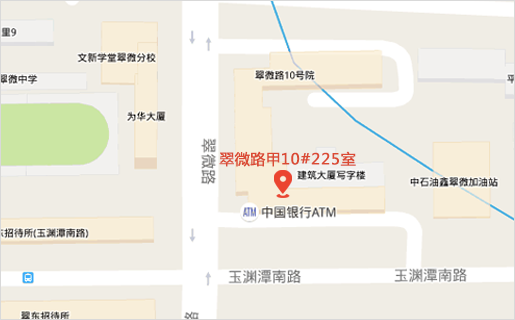 里9
文新学堂翠微分校
翠微中学
为华大厦
翠微路10号院
平
翠微路
翠微路甲10#225室
建筑大厦写字楼
中石油鑫翠微加油站
ATM 中国银行ATM
东招待所(玉渊潭南路)
玉渊潭南路
玉渊潭南路
翠东招待所
路